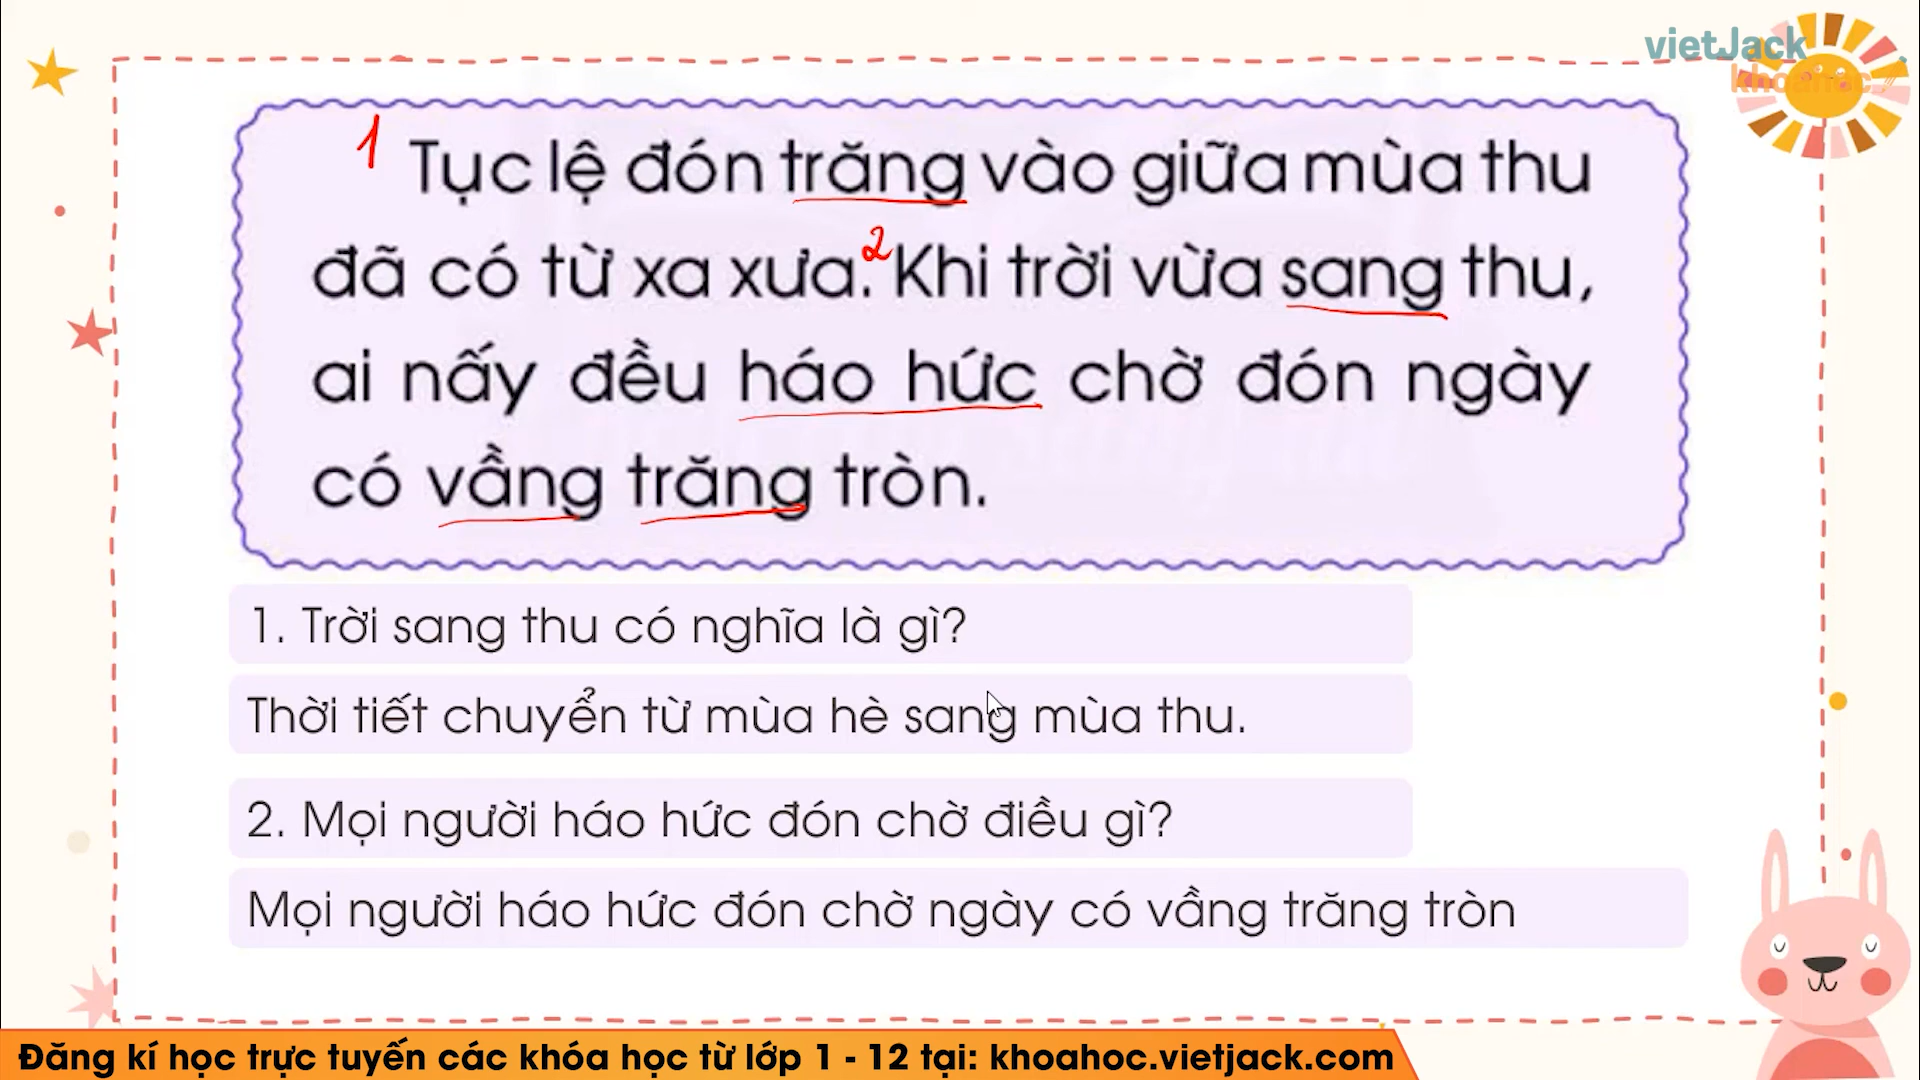 vietJack
khoahoc
1
Tục lệ đón trăng vào giữa mùa thu
2
đã có từ xa xưa. Khi trời vừa sang thu,
ai nấy đều háo hức chờ đón ngày
có vầng trăng tròn.
1. Trời sang thu có nghĩa là gì?
Thời tiết chuyển từ mùa hè sang mùa thu.
2. Mọi người háo hức đón chờ điều gì?
Mọi người háo hức đón chờ ngày có vầng trăng tròn
Đăng kí học trực tuyến các khóa học từ lớp 1 - 12 tại: khoahoc.vietjack.com